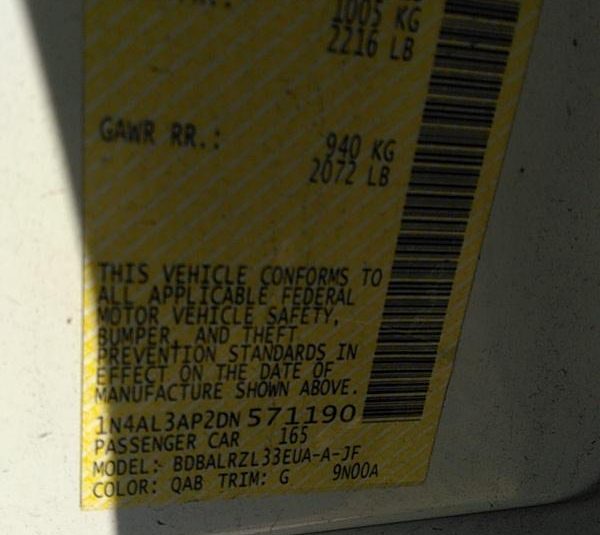 1005 KG
2216 LB
GAWR RR.: 940 KG
2072 LB
THIS VEHICLE CONFORMS TO
ALL APPLICABLE FEDERAL
MOTOR VEHICLE SAFETY,
BUMPER, AND THEFT
PREVENTION STANDARDS IN
EFFECT ON THE DATE OF
MANUFACTURE SHOWN ABOVE.
1N4AL3AP2DN 571190
PASSENGER CAR 165
MODEL: BDBALRZL33EUA-A-JF
COLOR: QAB TRIM: G 9N00A